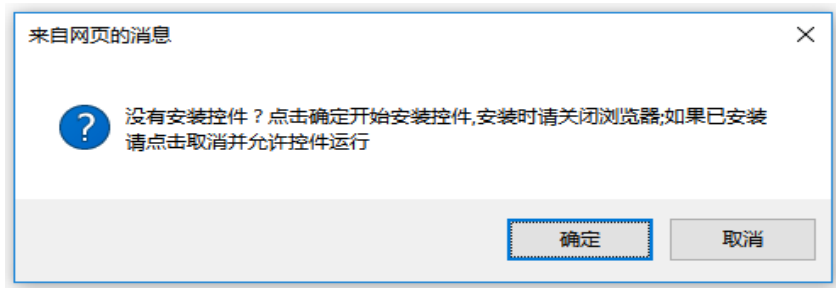 来自网页的消息
没有安装控件？点击确定开始安装控件,安装时请关闭浏览器;如果已安装
请点击取消并允许控件运行
确定
取消